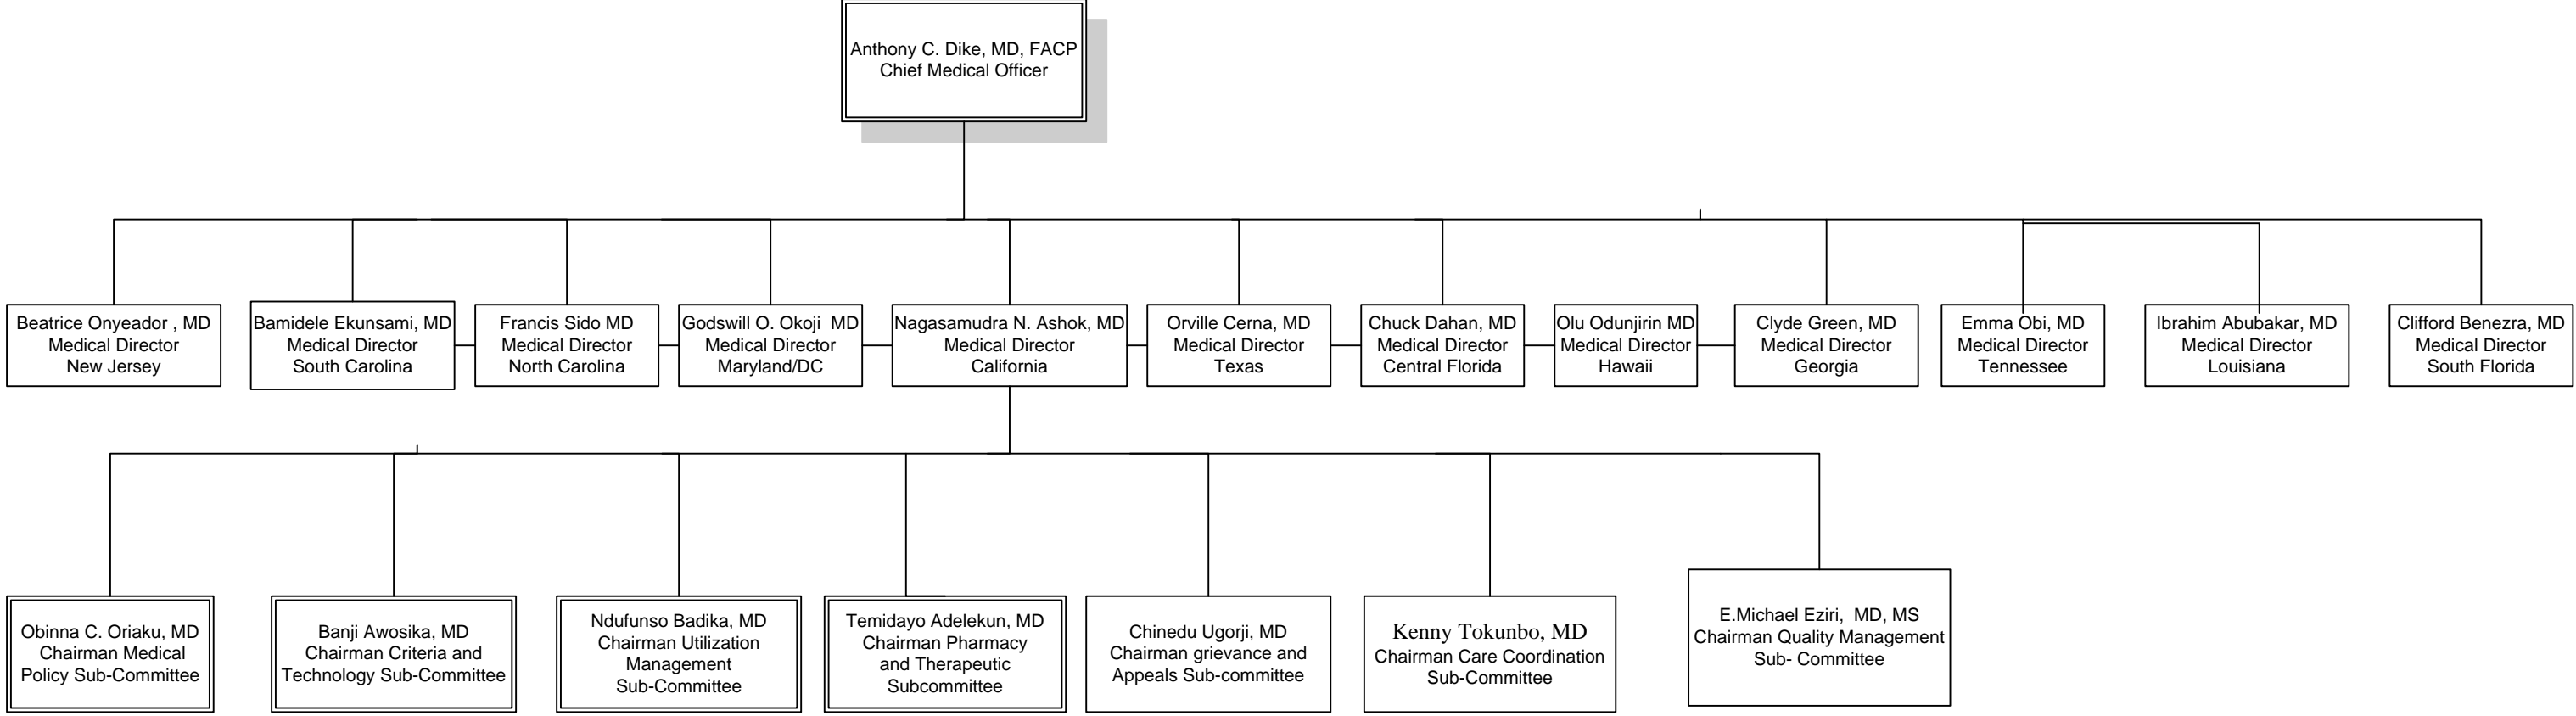 Anthony C. Dike, MD, FACP
Chief Medical Officer
Beatrice Onyeador , MD
Medical Director
New Jersey
Bamidele Ekunsami, MD
Medical Director
South Carolina
Francis Sido MD
Medical Director
North Carolina
Godswill O. Okoji  MD
Medical Director
Maryland/DC
Nagasamudra N. Ashok, MD
Medical Director
California
Orville Cerna, MD
Medical Director
Texas
Chuck Dahan, MD
Medical Director
Central Florida
Olu Odunjirin MD
Medical Director
Hawaii
Clyde Green, MD
Medical Director
Georgia
Emma Obi, MD
Medical Director
Tennessee
Ibrahim Abubakar, MD
Medical Director
Louisiana
Clifford Benezra, MD
Medical Director
South Florida
Obinna C. Oriaku, MD
Chairman Medical
Policy Sub-Committee
Banji Awosika, MD
Chairman Criteria and
Technology Sub-Committee
Ndufunso Badika, MD
Chairman Utilization
Management
Sub-Committee
Temidayo Adelekun, MD
Chairman Pharmacy
and Therapeutic
Subcommittee
Chinedu Ugorji, MD
Chairman grievance and
Appeals Sub-committee
Kenny Tokunbo, MD
Chairman Care Coordination
Sub-Committee
E.Michael Eziri,  MD, MS
Chairman Quality Management
Sub- Committee